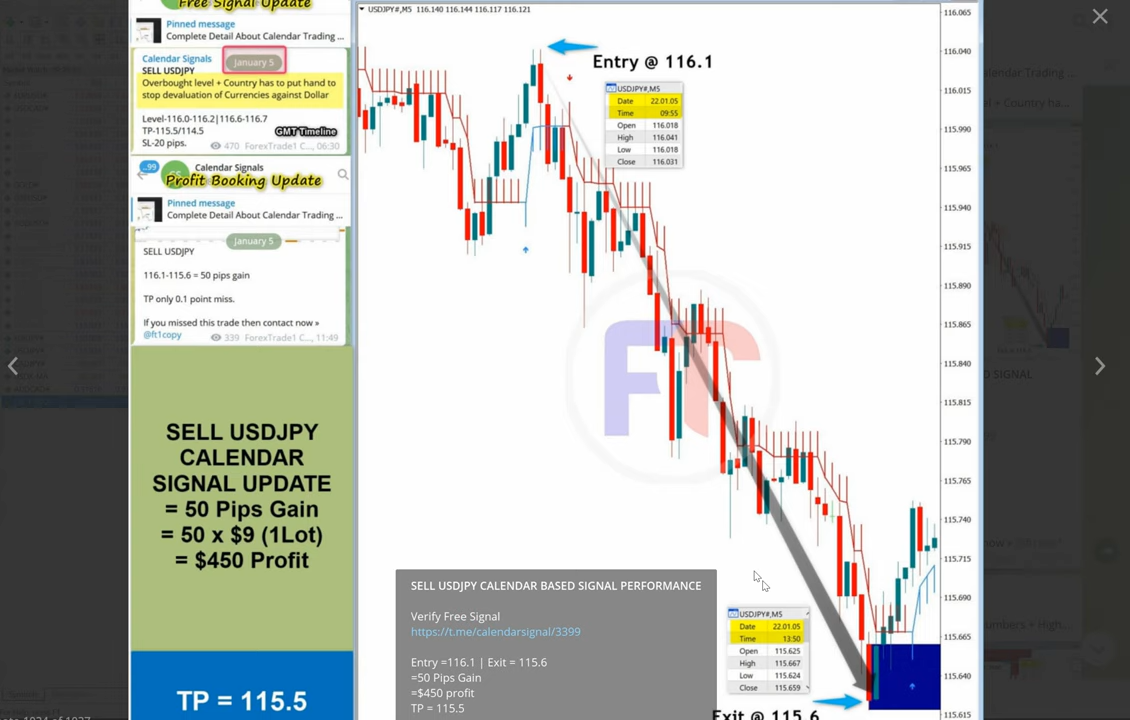 Free Signal Update
Pinned message
Complete Detail About Calendar Trading ...
Calendar Signals
January 5
SELL USDJPY
Overbought level + Country has to put hand to
stop devaluation of Currencies against Dollar
Level-116.0-116.2|116.6-116.7
TP-115.5/114.5
GMT Timeline
SL-20 pips.
470 ForexTrade1 C..., 06:30
..99
Calendar Signals
Profit Booking Update
Pinned message
Complete Detail About Calendar Trading ...
January 5
SELL USDJPY
116.1-115.6 = 50 pips gain
TP only 0.1 point miss.
If you missed this trade then contact now »
@ft1copy
339 ForexTrade1 C..., 11:49
SELL USDJPY
CALENDAR
SIGNAL UPDATE
= 50 Pips Gain
= 50 x $9 (1Lot)
= $450 Profit
TP = 115.5
USDJPY#,M5 116.140 116.144 116.117 116.121
Entry @ 116.1
USDJPY#,M5
Date 22.01.05
Time 09:55
Open 116.018
High 116.041
Low 116.018
Close 116.031
FT
SELL USDJPY CALENDAR BASED SIGNAL PERFORMANCE
Verify Free Signal
https://t.me/calendarsignal/3399
Entry =116.1 | Exit = 115.6
=50 Pips Gain
=$450 profit
TP = 115.5
USDJPY#,M5
Date 22.01.05
Time 13:50
Open 115.625
High 115.667
Low 115.624
Close 115.659
Exit @ 115.6
116.065
116.040
116.015
115.990
115.965
115.940
115.915
115.890
115.865
115.840
115.815
115.790
115.765
115.740
115.715
115.690
115.665
115.640
115.615